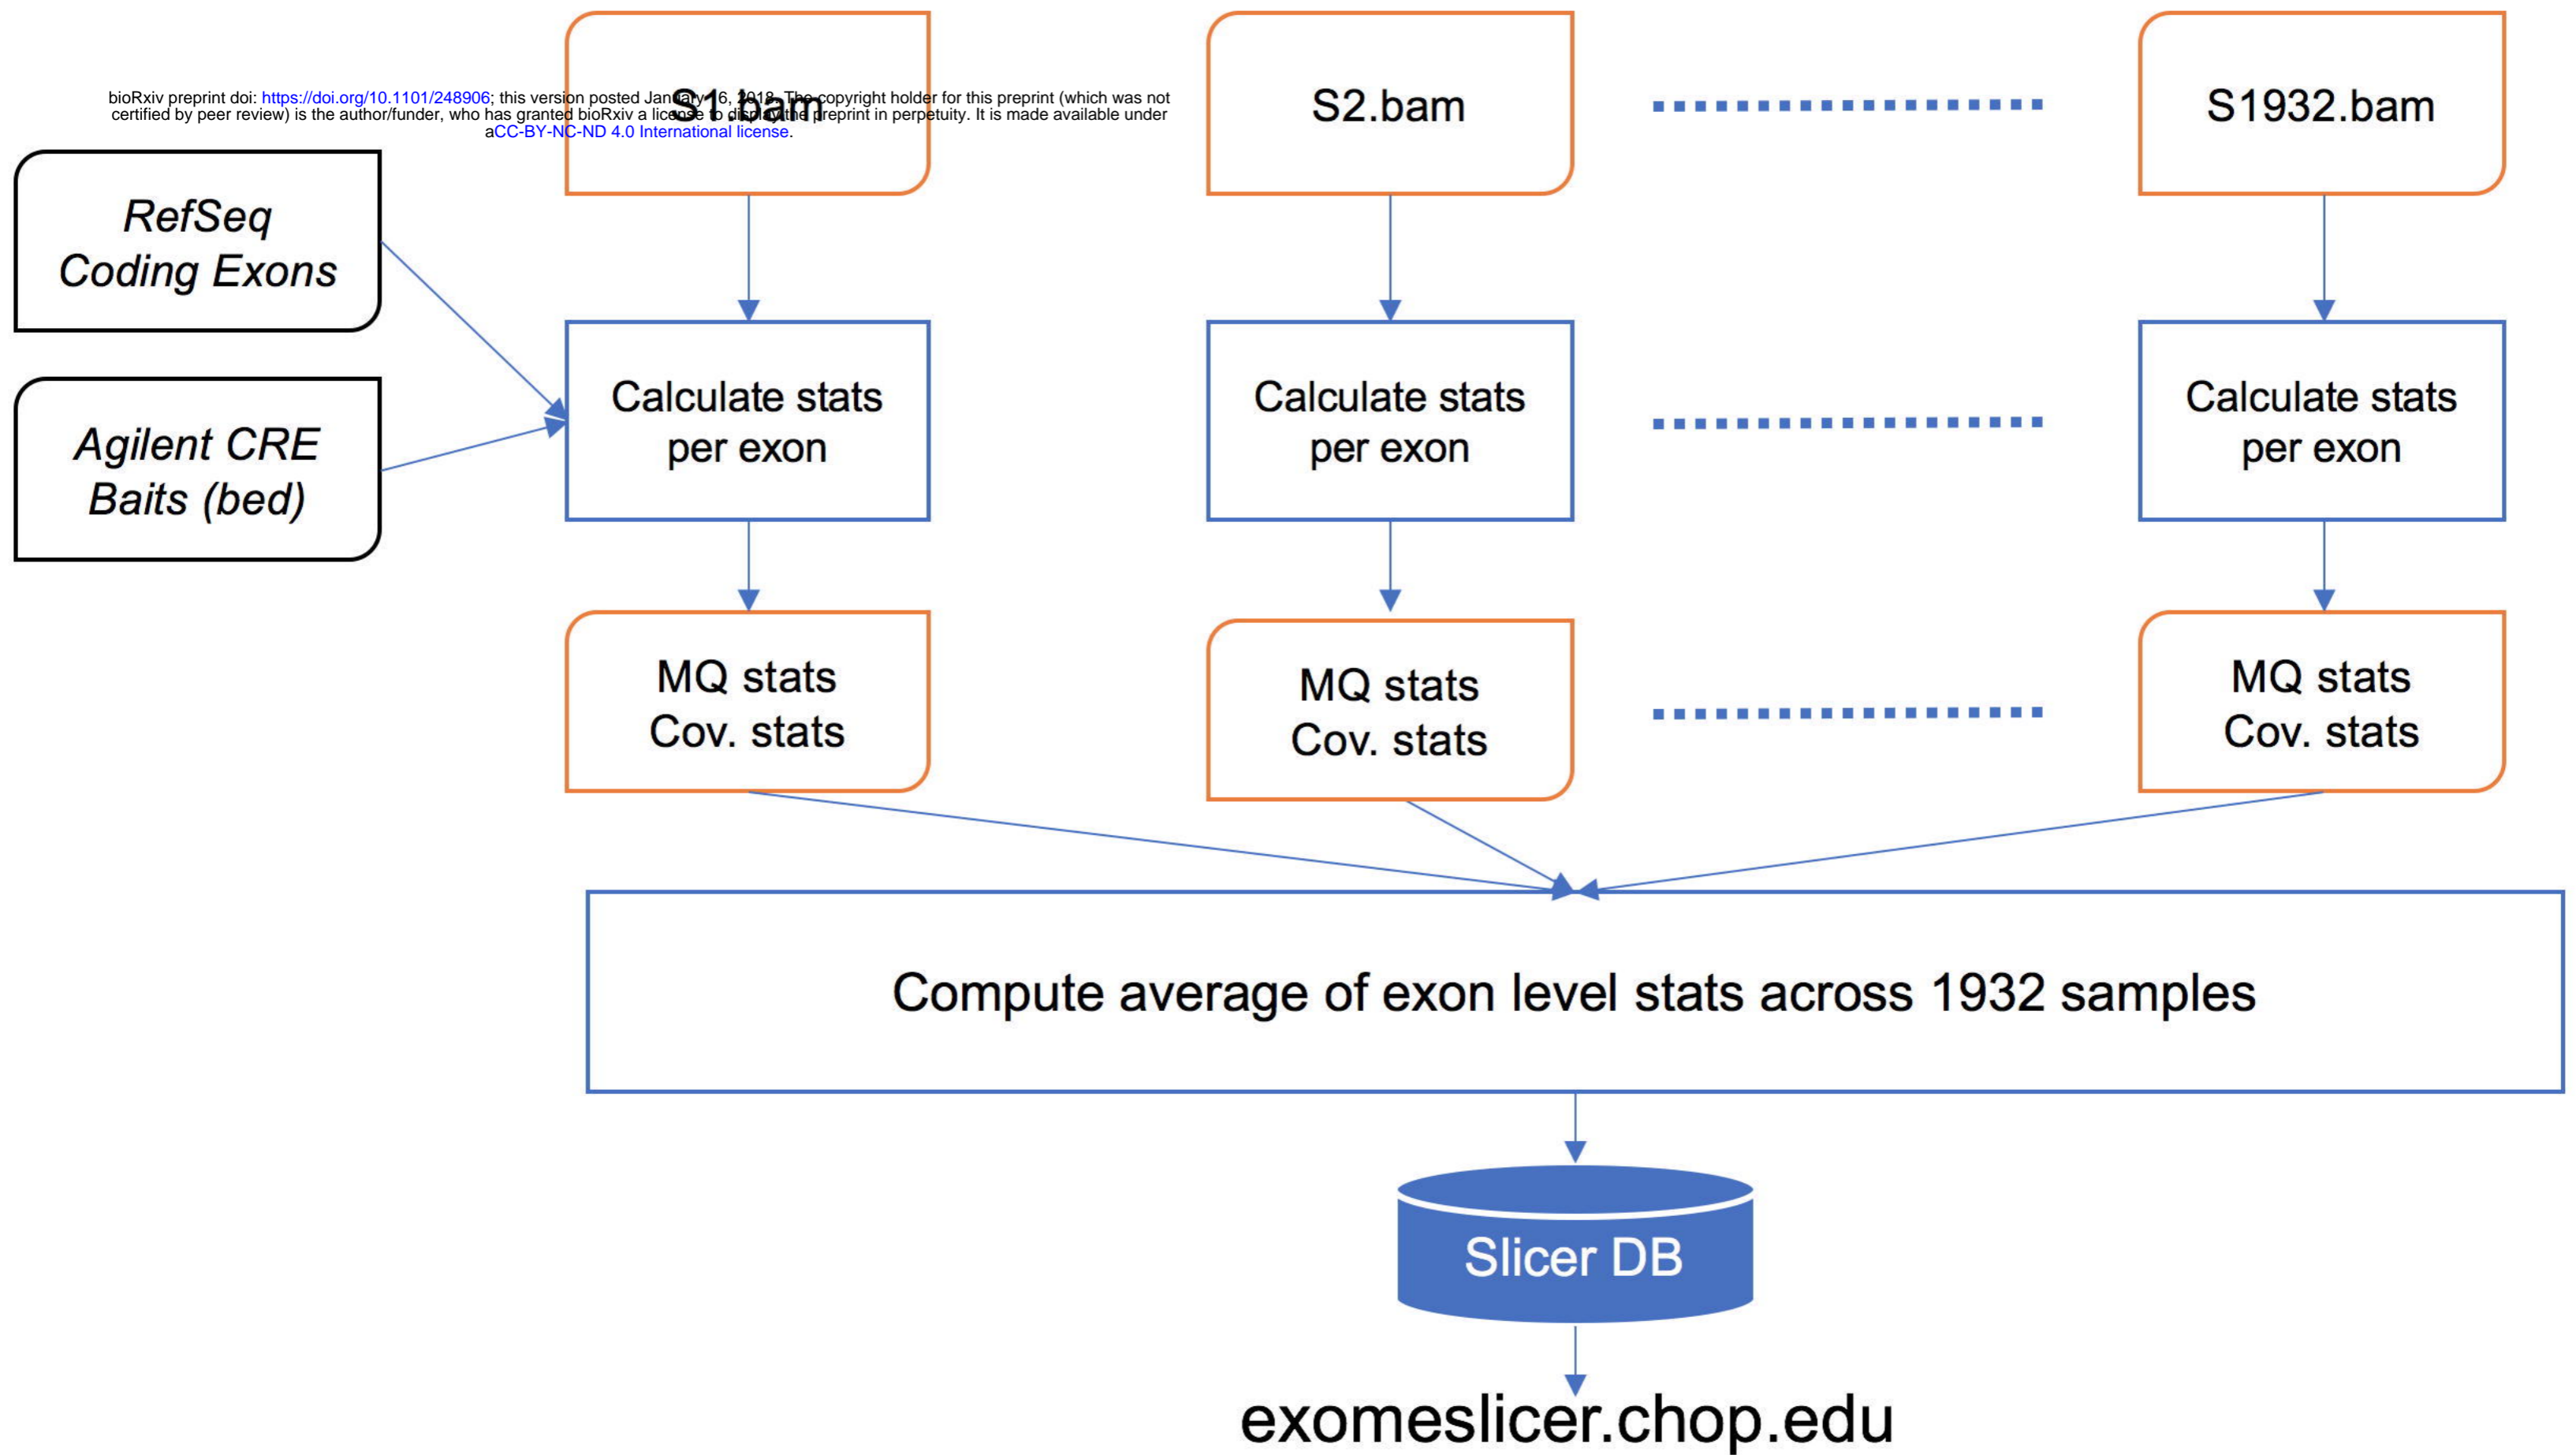 bioRxiv preprint doi: https://doi.org/10.1101/248906; this version posted January 16, 2018. The copyright holder for this preprint (which was not
certified by peer review) is the author/funder, who has granted bioRxiv a license to display the preprint in perpetuity. It is made available under
aCC-BY-NC-ND 4.0 International license.
S1.bam
S2.bam
S1932.bam
RefSeq
Coding Exons
Agilent CRE
Baits (bed)
Calculate stats
per exon
Calculate stats
per exon
Calculate stats
per exon
MQ stats
Cov. stats
MQ stats
Cov. stats
MQ stats
Cov. stats
Compute average of exon level stats across 1932 samples
Slicer DB
exomeslicer.chop.edu